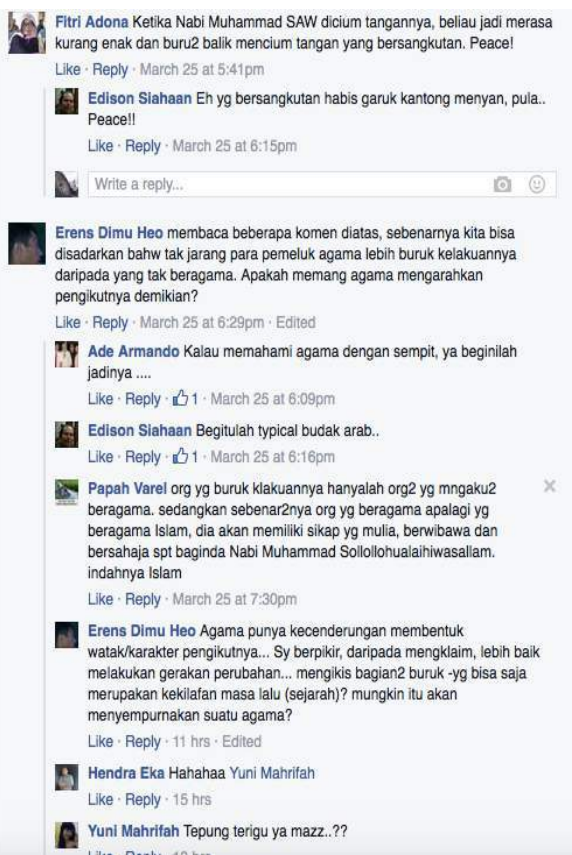 Fitri Adona Ketika Nabi Muhammad SAW dicium tangannya, beliau jadi merasa
kurang enak dan buru2 balik mencium tangan yang bersangkutan. Peace!
Like · Reply · March 25 at 5:41pm
Edison Siahaan Eh yg bersangkutan habis garuk kantong menyan, pula..
Peace!!
Like · Reply · March 25 at 6:15pm
Write a reply...
Erens Dimu Heo membaca beberapa komen diatas, sebenarnya kita bisa
disadarkan bahw tak jarang para pemeluk agama lebih buruk kelakuannya
daripada yang tak beragama. Apakah memang agama mengarahkan
pengikutnya demikian?
Like · Reply · March 25 at 6:29pm · Edited
Ade Armando Kalau memahami agama dengan sempit, ya beginilah
jadinya ....
Like · Reply · 1 · March 25 at 6:09pm
Edison Siahaan Begitulah typical budak arab..
Like · Reply · 1 · March 25 at 6:16pm
Papah Varel org yg buruk klakuannya hanyalah org2 yg mngaku2
beragama. sedangkan sebenar2nya org yg beragama apalagi yg
beragama Islam, dia akan memiliki sikap yg mulia, berwibawa dan
bersahaja spt baginda Nabi Muhammad Sollollohualaihiwasallam.
indahnya Islam
Like · Reply · March 25 at 7:30pm
Erens Dimu Heo Agama punya kecenderungan membentuk
watak/karakter pengikutnya... Sy berpikir, daripada mengklaim, lebih baik
melakukan gerakan perubahan... mengikis bagian2 buruk -yg bisa saja
merupakan kekilafan masa lalu (sejarah)? mungkin itu akan
menyempurnakan suatu agama?
Like · Reply · 11 hrs · Edited
Hendra Eka Hahahaa Yuni Mahrifah
Like · Reply · 15 hrs
Yuni Mahrifah Tepung terigu ya mazz..??
Like · Reply